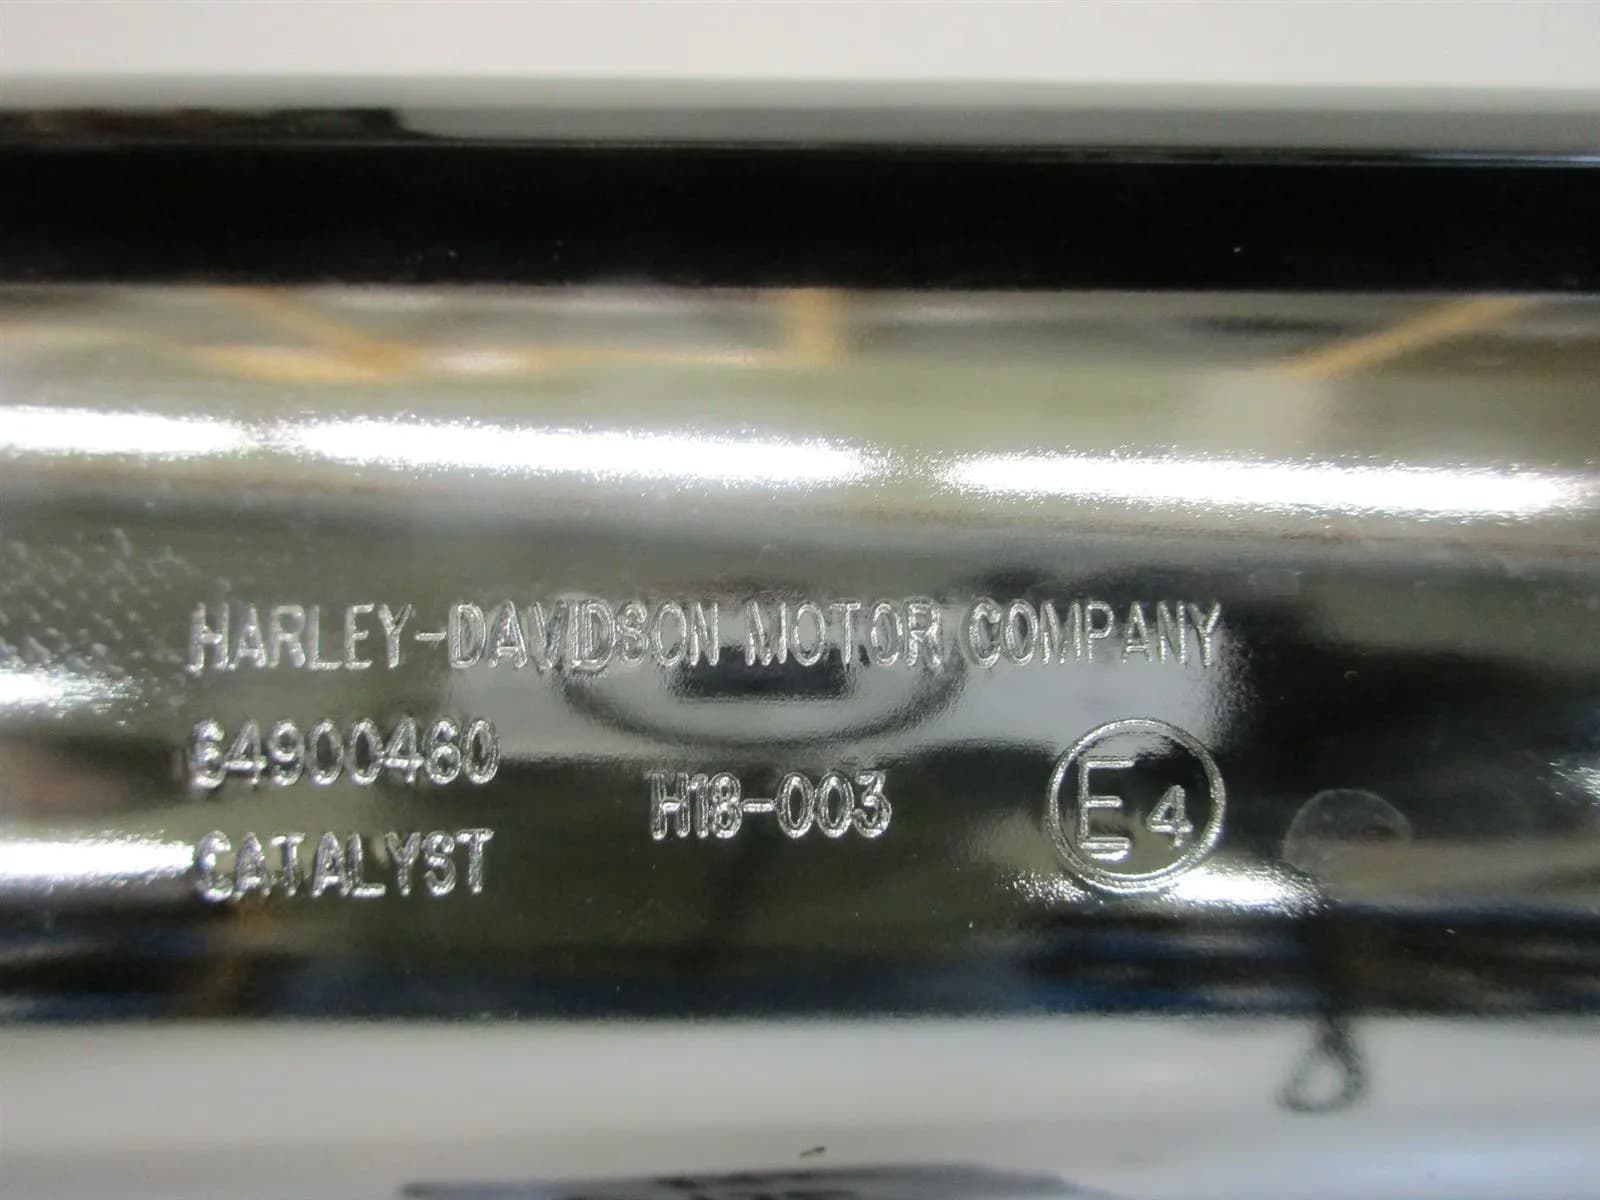 HARLEY-DAVIDSON MOTOR COMPANY
64900460
H18-003
E4
CATALYST